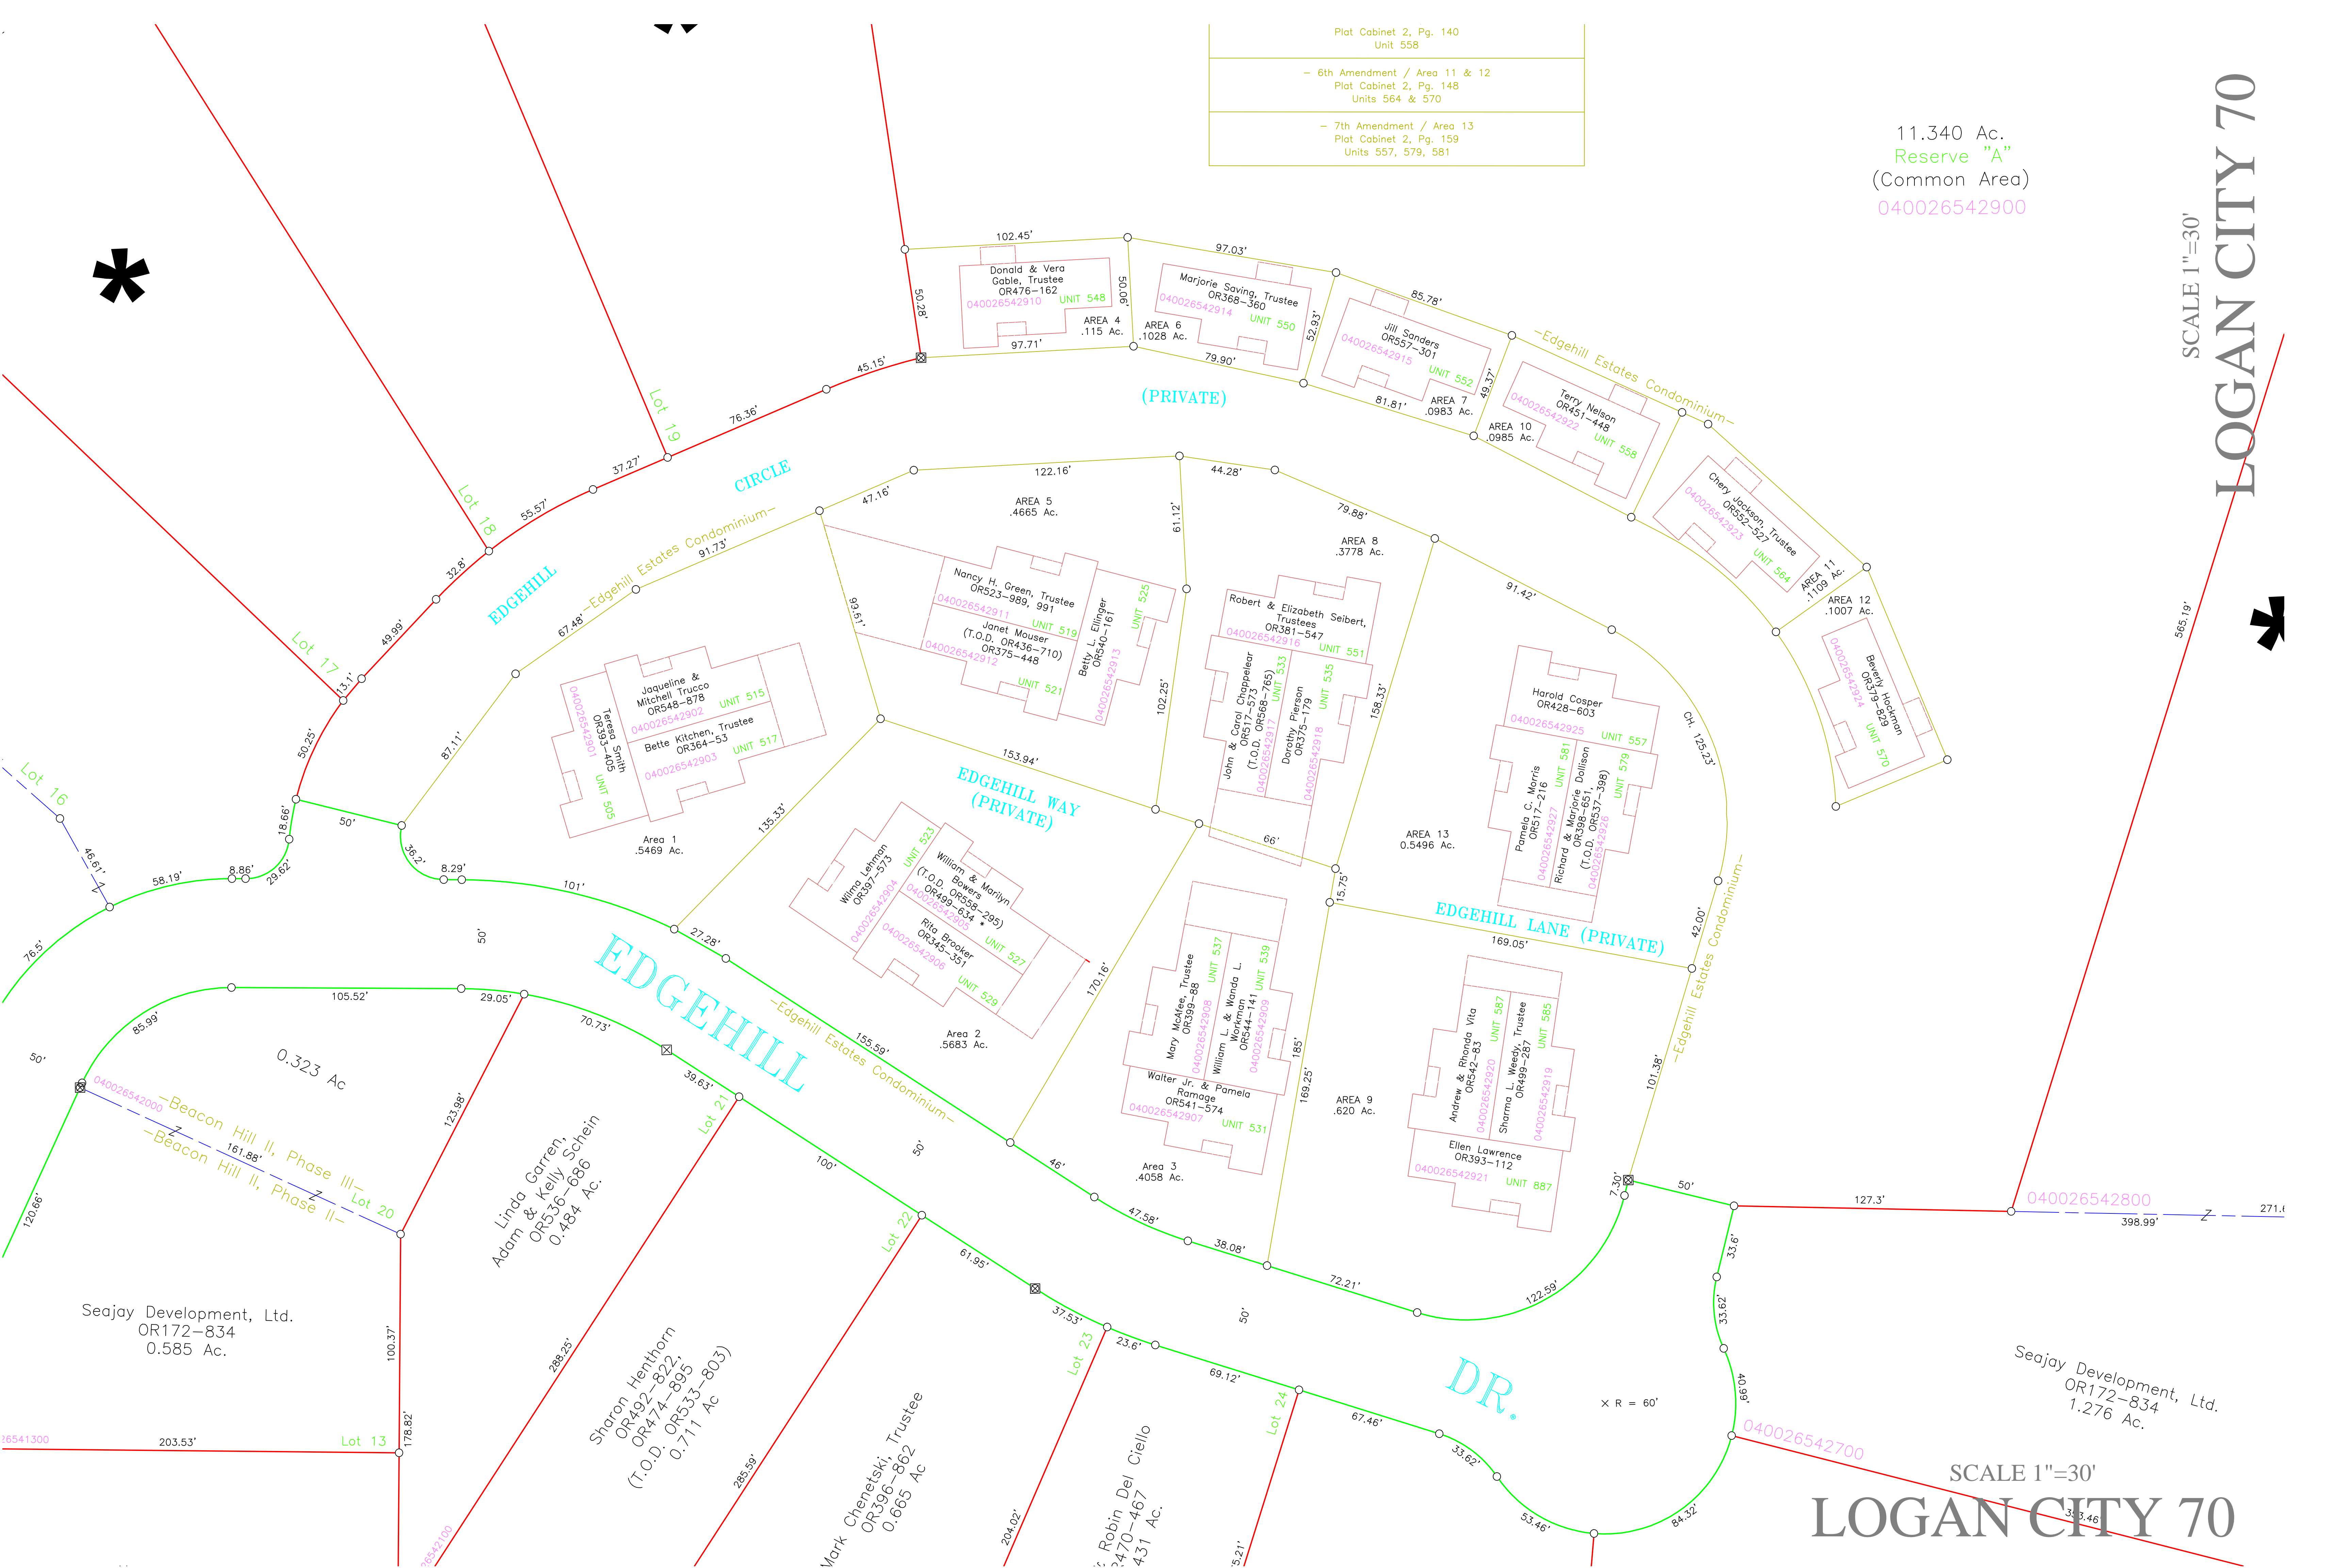 Plat Cabinet 2, Pg. 140
Unit 558
- 6th Amendment / Area 11 & 12
Plat Cabinet 2, Pg. 148
Units 564 & 570
- 7th Amendment / Area 13
Plat Cabinet 2, Pg. 159
Units 557, 579, 581
11.340 Ac.
Reserve "A"
(Common Area)
040026542900
SCALE 1"=30'
LOGAN CITY 70
102.45'
97.03'
85.78'
50.28'
Donald & Vera
Gable, Trustee
OR476-162
040026542910 UNIT 548
50.06'
AREA 4
.115 Ac.
97.71'
Marjorie Saving, Trustee
OR368-360
040026542914
UNIT 550
AREA 6
.1028 Ac.
79.90'
52.93'
Jill Sanders
OR557-301
040026542915
UNIT 552
AREA 7
.0983 Ac.
81.81'
49.37'
-Edgehill Estates Condominium-
Terry Nelson
OR451-448
040026542922
UNIT 558
AREA 10
.0985 Ac.
Chery Jackson, Trustee
OR552-527
040026542923
UNIT 564
AREA 11
.1109 Ac.
AREA 12
.1007 Ac.
Beverly Hockman
OR379-829
040026542924
UNIT 570
565.19'
(PRIVATE)
45.15'
76.36'
Lot 19
37.27'
CIRCLE
55.57'
Lot 18
32.8'
EDGEHILL
49.99'
Lot 17
13.1'
50.25'
18.66'
50'
Lot 16
46.61'
58.19'
8.86'
29.62'
36.2'
8.29'
101'
87.11'
67.48'
-Edgehill Estates Condominium-
91.73'
47.16'
122.16'
44.28'
79.88'
91.42'
CH. 125.23'
AREA 5
.4665 Ac.
61.12'
AREA 8
.3778 Ac.
93.61'
Nancy H. Green, Trustee
OR523-989, 991
040026542911
UNIT 519
Janet Mouser
(T.O.D. OR436-710)
OR375-448
040026542912
UNIT 521
Betty L. Ellinger
OR540-161
040026542913
UNIT 525
102.25'
Teresa Smith
OR393-405
040026542901
UNIT 505
Jaqueline &
Mitchell Trucco
OR548-878
040026542902
UNIT 515
Bette Kitchen, Trustee
OR364-53
040026542903
UNIT 517
Area 1
.5469 Ac.
135.33'
153.94'
EDGEHILL WAY
(PRIVATE)
Robert & Elizabeth Seibert,
Trustees
OR381-547
040026542916
UNIT 551
John & Carol Chappelear
OR517-573
(T.O.D. OR568-765)
040026542917
UNIT 533
Dorothy Pierson
OR375-179
040026542918
UNIT 535
158.33'
66'
15.75'
Harold Cosper
OR428-603
040026542925
UNIT 557
Pamela C. Morris
OR517-216
040026542927
UNIT 581
Richard & Marjorie Dollison
OR398-651,
(T.O.D. OR537-398)
040026542926
UNIT 579
AREA 13
0.5496 Ac.
EDGEHILL LANE (PRIVATE)
169.05'
42.00'
-Edgehill Estates Condominium-
101.38'
Wilma Lehman
OR397-573
040026542904
UNIT 523
William & Marilyn
Bowers
(T.O.D. OR558-295)
OR499-634 *
040026542905
UNIT 527
Rita Brooker
OR345-351
040026542906
UNIT 529
Area 2
.5683 Ac.
170.16'
27.28'
155.59'
-Edgehill Estates Condominium-
EDGEHILL
Mary McAfee, Trustee
OR399-88
040026542908
UNIT 537
William L. & Wanda L.
Workman
OR544-141
040026542909
UNIT 539
Walter Jr. & Pamela
Ramage
OR541-574
040026542907
UNIT 531
Area 3
.4058 Ac.
185'
169.25'
AREA 9
.620 Ac.
Andrew & Rhonda Vita
OR542-83
040026542920
UNIT 587
Sharma L. Weedy, Trustee
OR499-287
040026542919
UNIT 585
Ellen Lawrence
OR393-112
040026542921
UNIT 887
7.30'
50'
127.3'
040026542800
398.99'
33.6'
33.62'
40.99'
76.5'
50'
105.52'
29.05'
70.73'
85.99'
50'
0.323 Ac
040026542000
-Beacon Hill II, Phase III-
161.88'
-Beacon Hill II, Phase II-
Lot 20
123.98'
120.66'
39.63'
Lot 21
100'
50'
46'
47.58'
38.08'
72.21'
122.59'
Linda Garren,
Adam & Kelly Schein
OR536-686
0.484 Ac.
Seajay Development, Ltd.
OR172-834
0.585 Ac.
100.37'
178.82'
203.53'
Lot 13
26541300
288.25'
26542100
Sharon Henthorn
OR492-822,
OR474-895
(T.O.D. OR533-803)
0.711 Ac
Lot 22
61.95'
285.59'
37.53'
Mark Chenetski, Trustee
OR396-862
0.665 Ac
Lot 23
23.6'
204.02'
50'
69.12'
Robin Del Ciello
470-467
431 Ac.
Lot 24
5.21'
67.46'
DR.
33.62'
R = 60'
53.46'
84.32'
Seajay Development, Ltd.
OR172-834
1.276 Ac.
040026542700
353.46'
SCALE 1"=30'
LOGAN CITY 70